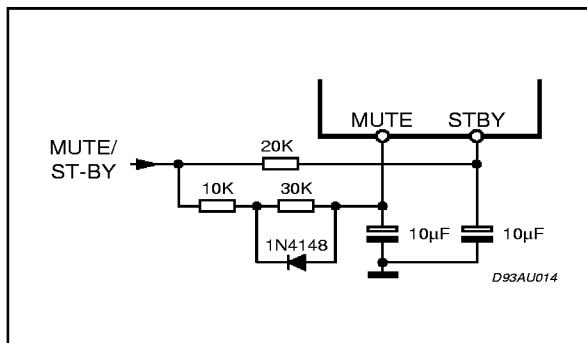 MUTE STBY
MUTE/
ST-BY
20K
10K 30K
1N4148
10μF 10μF
D93AU014